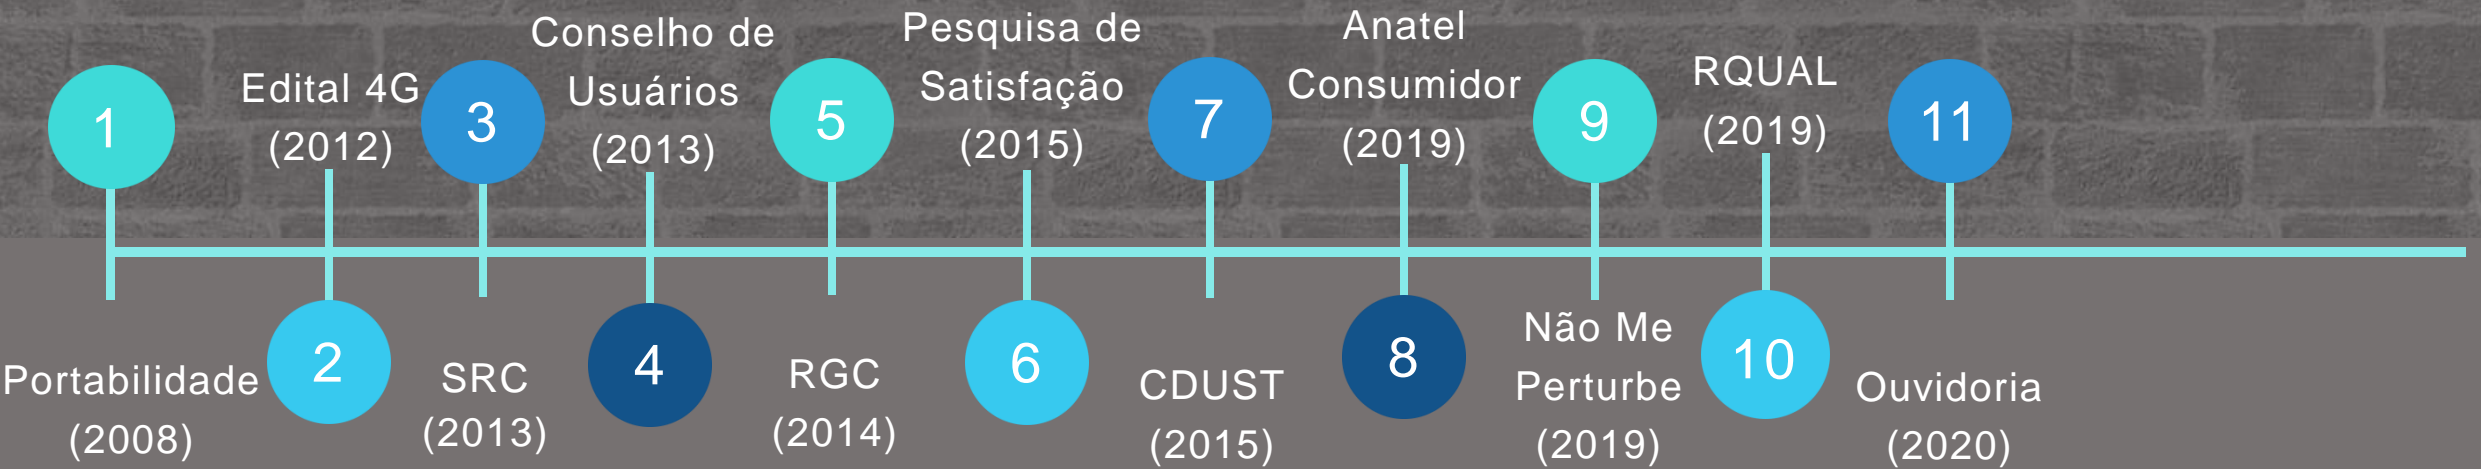 1
Portabilidade
(2008)
Edital 4G
(2012)
2
3
SRC
(2013)
Conselho de
Usuários
(2013)
4
5
RGC
(2014)
Pesquisa de
Satisfação
(2015)
6
7
CDUST
(2015)
Anatel
Consumidor
(2019)
8
9
Não Me
Perturbe
(2019)
RQUAL
(2019)
10
11
Ouvidoria
(2020)